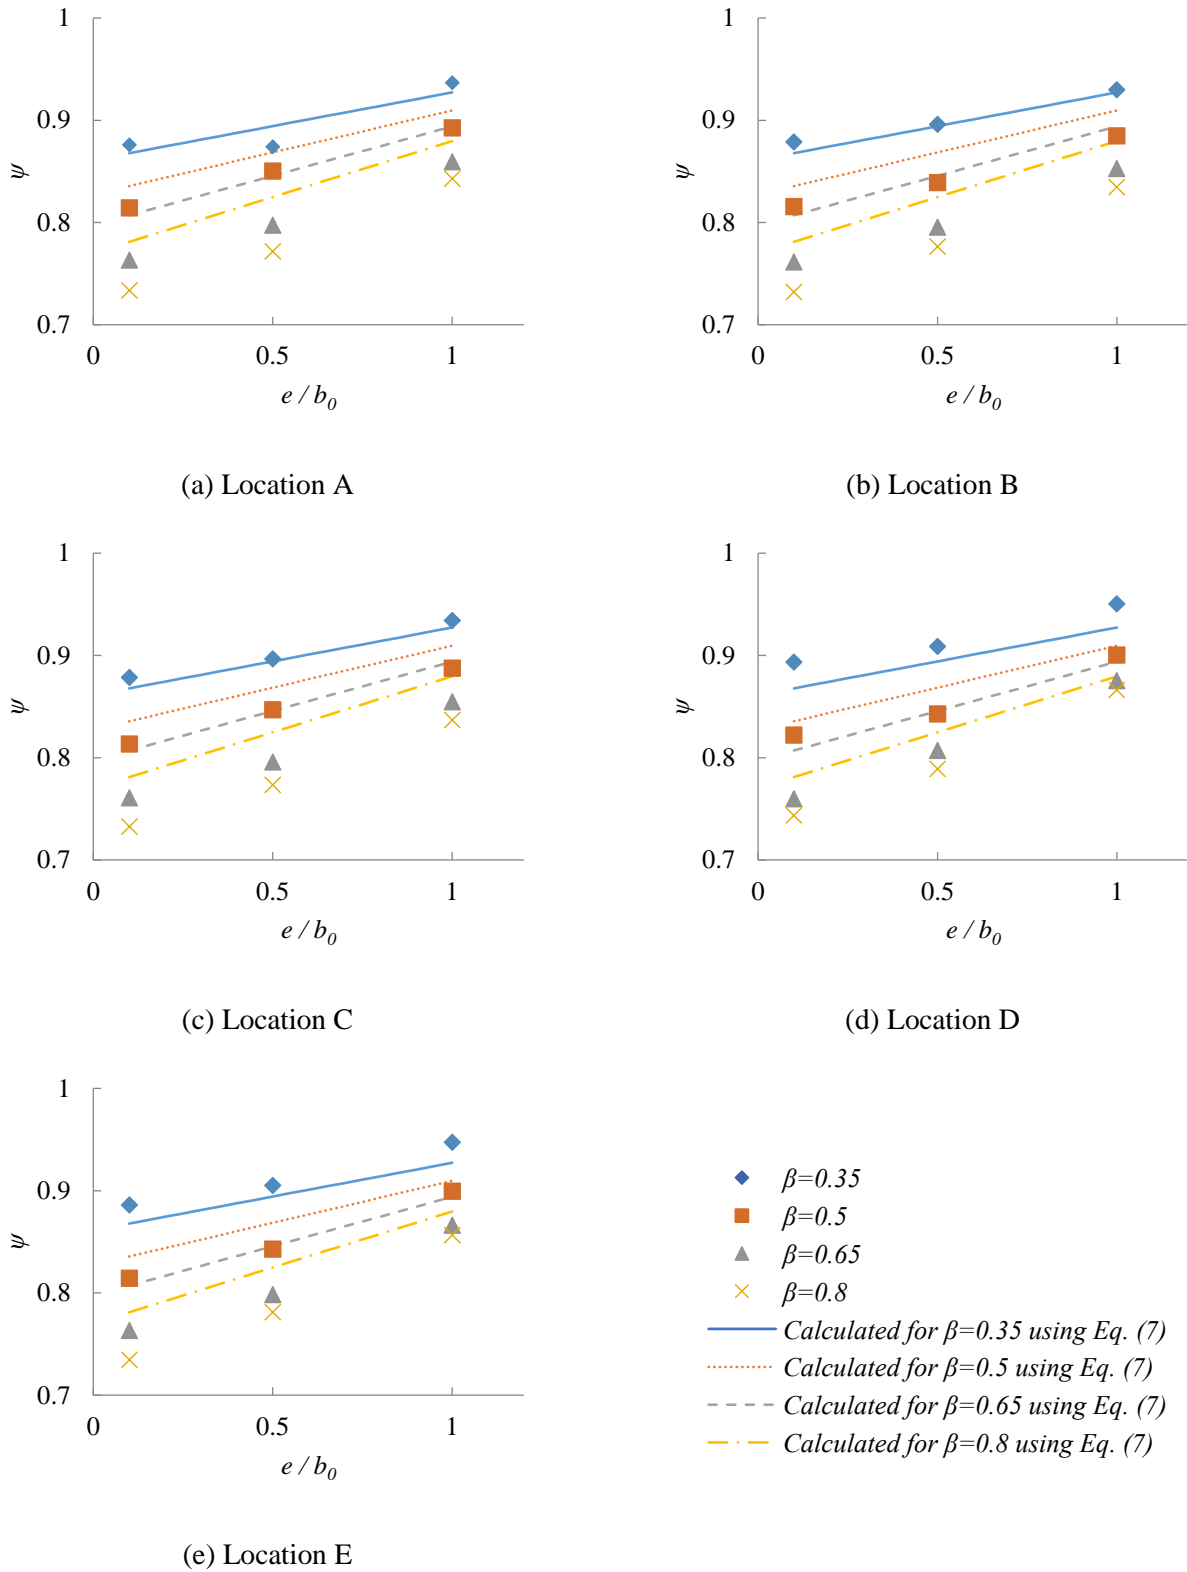 1
0.9
ψ
0.8
0.7
0 0.5 1
e / b0
(a) Location A
1
0.9
ψ
0.8
0.7
0 0.5 1
e / b0
(b) Location B
1
0.9
ψ
0.8
0.7
0 0.5 1
e / b0
(c) Location C
1
0.9
ψ
0.8
0.7
0 0.5 1
e / b0
(d) Location D
1
0.9
ψ
0.8
0.7
0 0.5 1
e / b0
(e) Location E
β=0.35
β=0.5
β=0.65
β=0.8
Calculated for β=0.35 using Eq. (7)
Calculated for β=0.5 using Eq. (7)
Calculated for β=0.65 using Eq. (7)
Calculated for β=0.8 using Eq. (7)